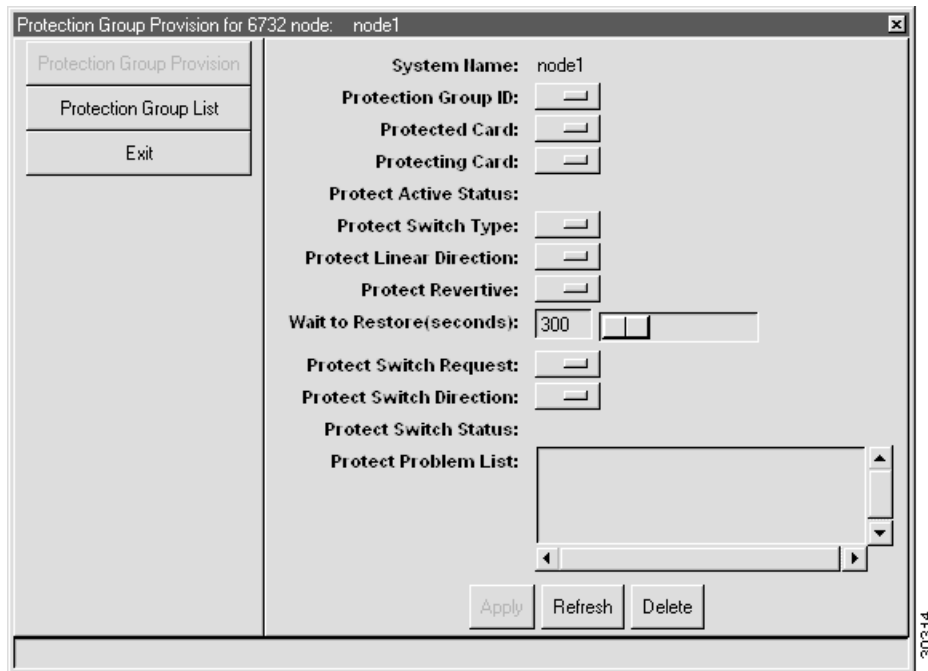 Protection Group Provision for 6732 node: node1
Protection Group Provision
Protection Group List
Exit
System Name: node1
Protection Group ID:
Protected Card:
Protecting Card:
Protect Active Status:
Protect Switch Type:
Protect Linear Direction:
Protect Revertive:
Wait to Restore(seconds): 300
Protect Switch Request:
Protect Switch Direction:
Protect Switch Status:
Protect Problem List:
Apply Refresh Delete
30314